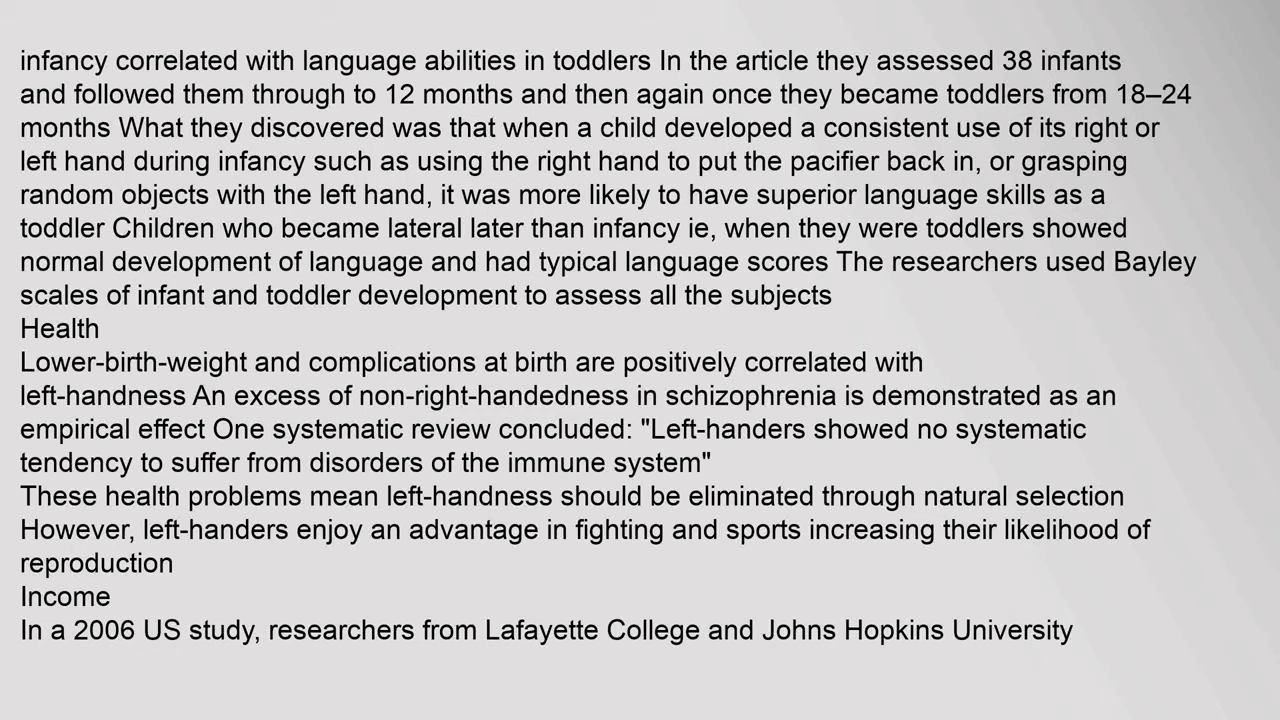 infancy correlated with language abilities in toddlers In the article they assessed 38 infants
and followed them through to 12 months and then again once they became toddlers from 18–24
months What they discovered was that when a child developed a consistent use of its right or
left hand during infancy such as using the right hand to put the pacifier back in, or grasping
random objects with the left hand, it was more likely to have superior language skills as a
toddler Children who became lateral later than infancy ie, when they were toddlers showed
normal development of language and had typical language scores The researchers used Bayley
scales of infant and toddler development to assess all the subjects
Health
Lower-birth-weight and complications at birth are positively correlated with
left-handness An excess of non-right-handedness in schizophrenia is demonstrated as an
empirical effect One systematic review concluded: "Left-handers showed no systematic
tendency to suffer from disorders of the immune system"
These health problems mean left-handness should be eliminated through natural selection
However, left-handers enjoy an advantage in fighting and sports increasing their likelihood of
reproduction
Income
In a 2006 US study, researchers from Lafayette College and Johns Hopkins University